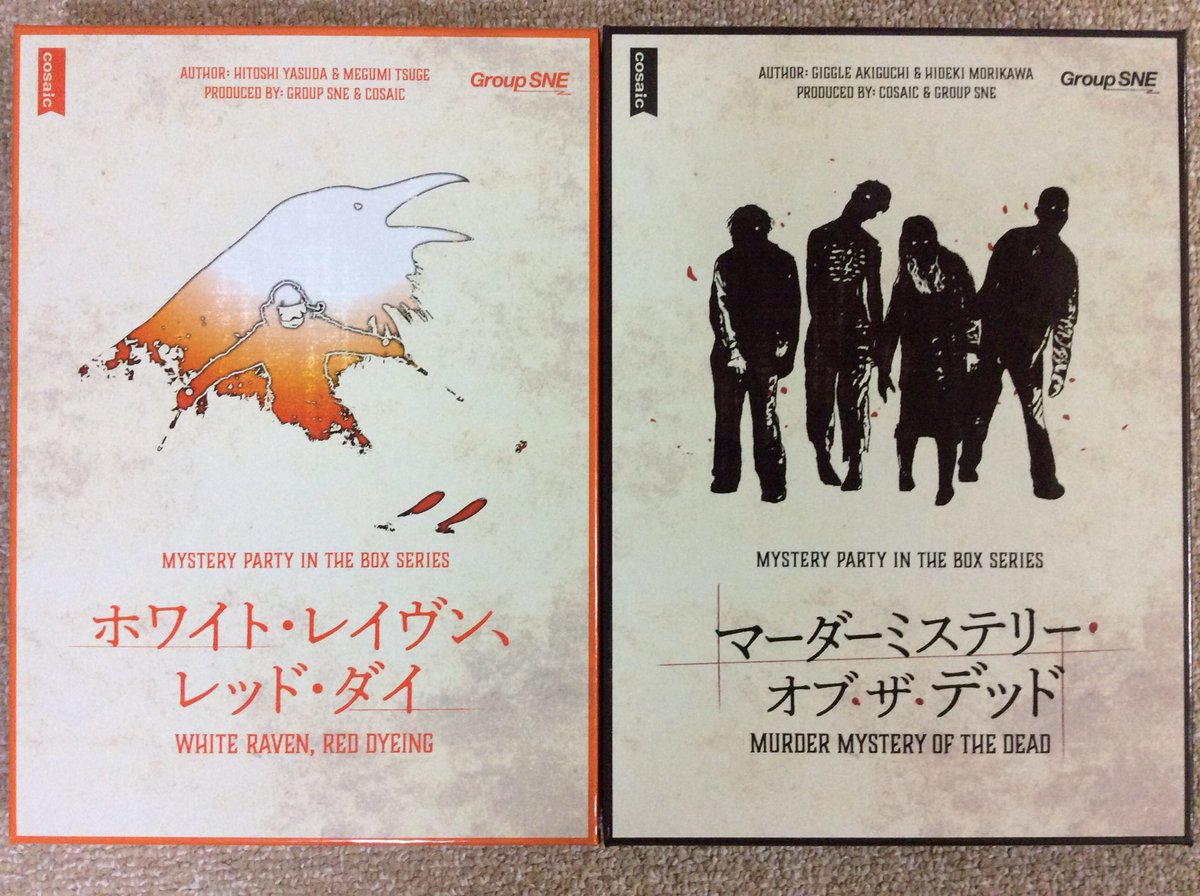 cosaic
AUTHOR: HITOSHI YASUDA & MEGUMI TSUGE
PRODUCED BY: GROUP SNE & COSAIC
Group SNE
MYSTERY PARTY IN THE BOX SERIES
ホワイト・レイヴン、
レッド・ダイ
WHITE RAVEN, RED DYEING
cosaic
AUTHOR: GIGGLE AKIGUCHI & HIDEKI MORIKAWA
PRODUCED BY: COSAIC & GROUP SNE
Group SNE
MYSTERY PARTY IN THE BOX SERIES
マーダーミステリー・
オブ・ザ・デッド
MURDER MYSTERY OF THE DEAD